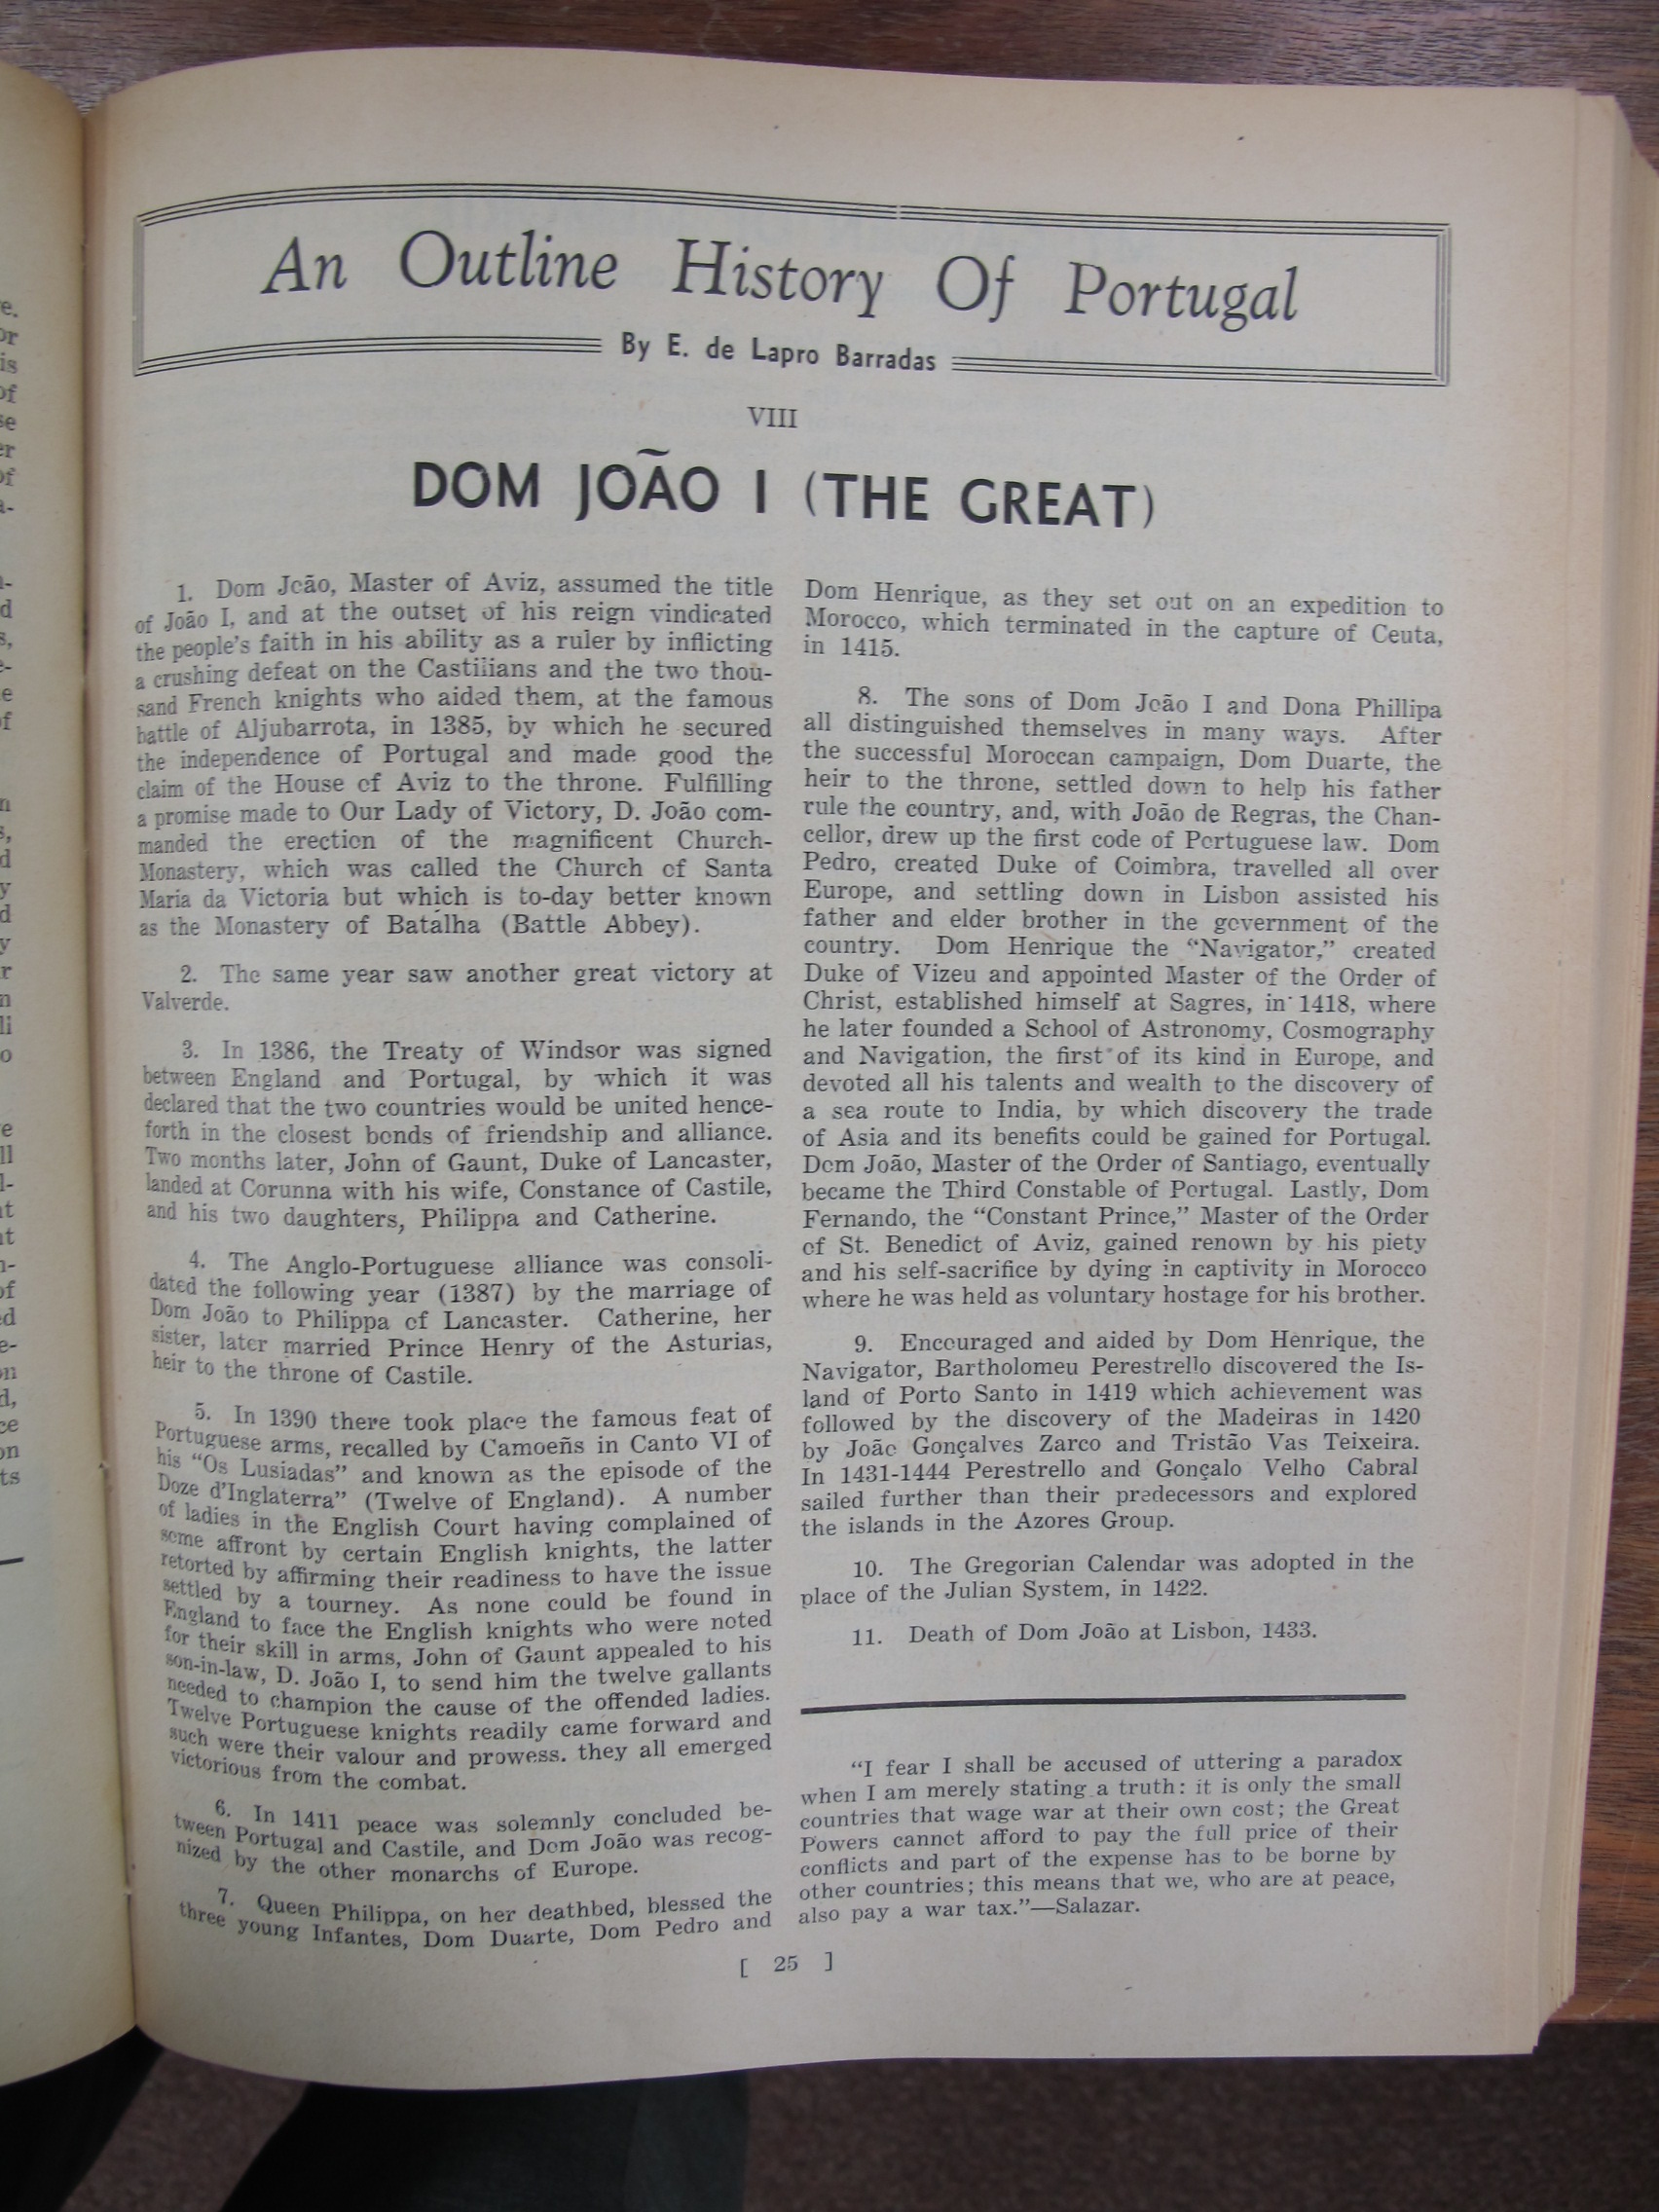 An Outline History Of Portugal
By E. de Lapro Barradas
VIII
DOM JOÃO I (THE GREAT)
1. Dom João, Master of Aviz, assumed the title
of João I, and at the outset of his reign vindicated
the people's faith in his ability as a ruler by inflicting
a crushing defeat on the Castilians and the two thou-
sand French knights who aided them, at the famous
battle of Aljubarrota, in 1385, by which he secured
the independence of Portugal and made good the
claim of the House of Aviz to the throne. Fulfilling
a promise made to Our Lady of Victory, D. João com-
manded the erection of the magnificent Church-
Monastery, which was called the Church of Santa
Maria da Victoria but which is to-day better known
as the Monastery of Batálha (Battle Abbey).
2. The same year saw another great victory at
Valverde.
3. In 1386, the Treaty of Windsor was signed
between England and Portugal, by which it was
declared that the two countries would be united hence-
forth in the closest bonds of friendship and alliance.
Two months later, John of Gaunt, Duke of Lancaster,
landed at Corunna with his wife, Constance of Castile,
and his two daughters, Philippa and Catherine.
4. The Anglo-Portuguese alliance was consoli-
dated the following year (1387) by the marriage of
Dom João to Philippa of Lancaster. Catherine, her
sister, later married Prince Henry of the Asturias,
heir to the throne of Castile.
5. In 1390 there took place the famous feat of
Portuguese arms, recalled by Camoeñs in Canto VI of
his "Os Lusiadas" and known as the episode of the
Doze d'Inglaterra" (Twelve of England). A number
of ladies in the English Court having complained of
some affront by certain English knights, the latter
retorted by affirming their readiness to have the issue
settled by a tourney. As none could be found in
England to face the English knights who were noted
for their skill in arms, John of Gaunt appealed to his
son-in-law, D. João I, to send him the twelve gallants
needed to champion the cause of the offended ladies.
Twelve Portuguese knights readily came forward and
such were their valour and prowess. they all emerged
victorious from the combat.
6. In 1411 peace was solemnly concluded be-
tween Portugal and Castile, and Dom João was recog-
nized by the other monarchs of Europe.
7. Queen Philippa, on her deathbed, blessed the
three young Infantes, Dom Duarte, Dom Pedro and
Dom Henrique, as they set out on an expedition to
Morocco, which terminated in the capture of Ceuta,
in 1415.
8. The sons of Dom João I and Dona Phillipa
all distinguished themselves in many ways. After
the successful Moroccan campaign, Dom Duarte, the
heir to the throne, settled down to help his father
rule the country, and, with João de Regras, the Chan-
cellor, drew up the first code of Portuguese law. Dom
Pedro, created Duke of Coimbra, travelled all over
Europe, and settling down in Lisbon assisted his
father and elder brother in the government of the
country. Dom Henrique the "Navigator," created
Duke of Vizeu and appointed Master of the Order of
Christ, established himself at Sagres, in 1418, where
he later founded a School of Astronomy, Cosmography
and Navigation, the first of its kind in Europe, and
devoted all his talents and wealth to the discovery of
a sea route to India, by which discovery the trade
of Asia and its benefits could be gained for Portugal.
Dom João, Master of the Order of Santiago, eventually
became the Third Constable of Portugal. Lastly, Dom
Fernando, the "Constant Prince," Master of the Order
of St. Benedict of Aviz, gained renown by his piety
and his self-sacrifice by dying in captivity in Morocco
where he was held as voluntary hostage for his brother.
9. Encouraged and aided by Dom Henrique, the
Navigator, Bartholomeu Perestrello discovered the Is-
land of Porto Santo in 1419 which achievement was
followed by the discovery of the Madeiras in 1420
by João Gonçalves Zarco and Tristão Vas Teixeira.
In 1431-1444 Perestrello and Gonçalo Velho Cabral
sailed further than their predecessors and explored
the islands in the Azores Group.
10. The Gregorian Calendar was adopted in the
place of the Julian System, in 1422.
11. Death of Dom João at Lisbon, 1433.
"I fear I shall be accused of uttering a paradox
when I am merely stating a truth: it is only the small
countries that wage war at their own cost; the Great
Powers cannot afford to pay the full price of their
conflicts and part of the expense has to be borne by
other countries; this means that we, who are at peace,
also pay a war tax."—Salazar.
[ 25 ]